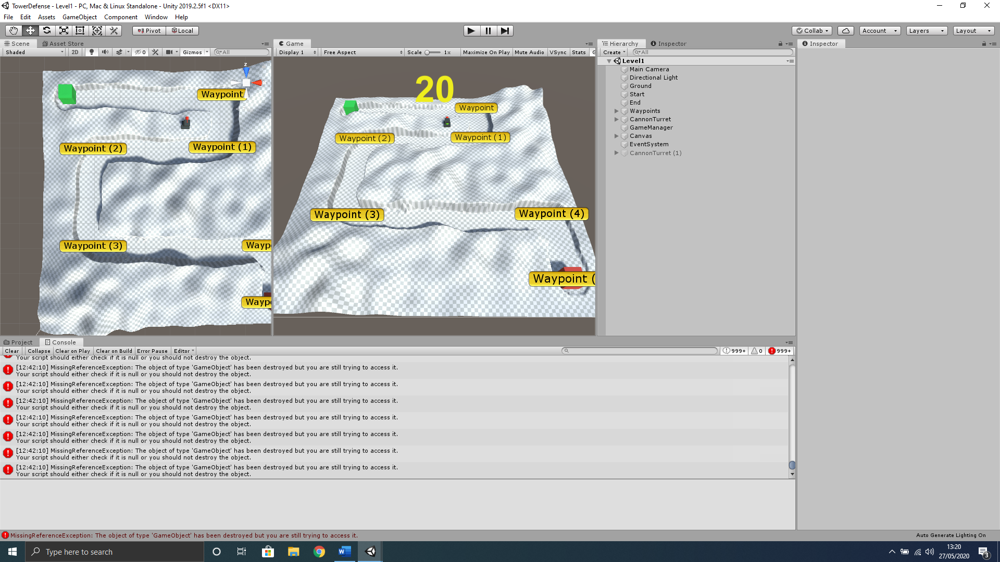 TowerDefense - Level1 - PC, Mac & Linux Standalone - Unity 2019.2.5f1 <DX11>
File Edit Assets GameObject Component Window Help
Pivot Local Collab Account Layers Layout
Scene Asset Store Game Hierarchy Inspector Inspector
Shaded 2D 0 Gizmos All Display 1 Free Aspect Scale 1x Maximize On Play Mute Audio VSync Stats Create All
Level1
Main Camera
Directional Light
Ground
Start
End
Waypoints
CannonTurret
GameManager
Canvas
EventSystem
CannonTurret (1)
z
Waypoint
Waypoint (2)
Waypoint (1)
Waypoint (3)
Wayp
Wayp
20
Waypoint
Waypoint (2)
Waypoint (1)
Waypoint (3)
Waypoint (4)
Waypoint (
Project Console
Clear Collapse Clear on Play Clear on Build Error Pause Editor 999+ 0 999+
Your script should either check if it is null or you should not destroy the object.
[12:42:10] MissingReferenceException: The object of type 'GameObject' has been destroyed but you are still trying to access it.
Your script should either check if it is null or you should not destroy the object.
[12:42:10] MissingReferenceException: The object of type 'GameObject' has been destroyed but you are still trying to access it.
Your script should either check if it is null or you should not destroy the object.
[12:42:10] MissingReferenceException: The object of type 'GameObject' has been destroyed but you are still trying to access it.
Your script should either check if it is null or you should not destroy the object.
[12:42:10] MissingReferenceException: The object of type 'GameObject' has been destroyed but you are still trying to access it.
Your script should either check if it is null or you should not destroy the object.
[12:42:10] MissingReferenceException: The object of type 'GameObject' has been destroyed but you are still trying to access it.
Your script should either check if it is null or you should not destroy the object.
[12:42:10] MissingReferenceException: The object of type 'GameObject' has been destroyed but you are still trying to access it.
Your script should either check if it is null or you should not destroy the object.
[12:42:10] MissingReferenceException: The object of type 'GameObject' has been destroyed but you are still trying to access it.
Your script should either check if it is null or you should not destroy the object.
MissingReferenceException: The object of type 'GameObject' has been destroyed but you are still trying to access it.
Auto Generate Lighting On
Type here to search
13:20
27/05/2020
3